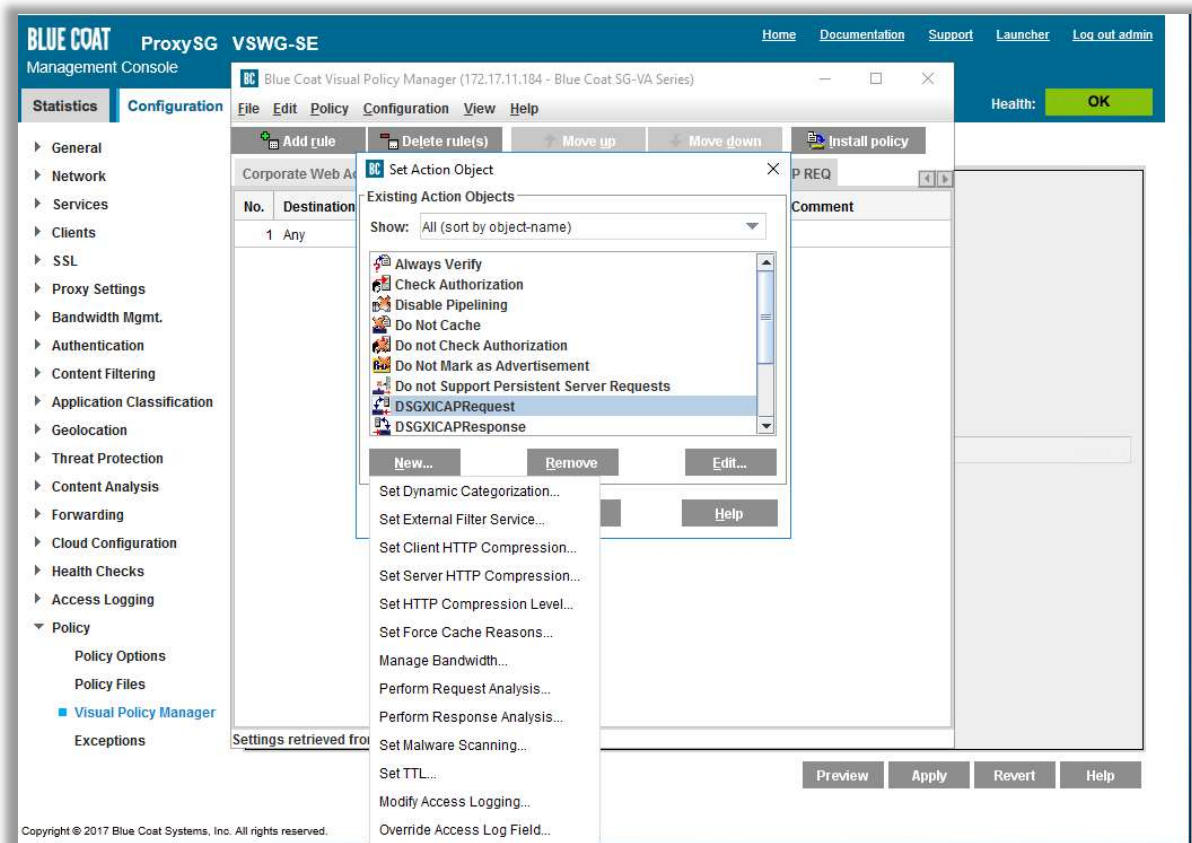 BLUE COAT ProxySG VSWG-SE
Home Documentation Support Launcher Log out admin
Management Console
BC Blue Coat Visual Policy Manager (172.17.11.184 - Blue Coat SG-VA Series)
Statistics Configuration
File Edit Policy Configuration View Help
Health: OK
Add rule Delete rule(s) Move up Move down Install policy
General
Network
Services
Clients
SSL
Proxy Settings
Bandwidth Mgmt.
Authentication
Content Filtering
Application Classification
Geolocation
Threat Protection
Content Analysis
Forwarding
Cloud Configuration
Health Checks
Access Logging
Policy
Policy Options
Policy Files
Visual Policy Manager
Exceptions
Corporate Web
P REQ
No. Destination
Comment
1 Any
BC Set Action Object
Existing Action Objects
Show: All (sort by object-name)
Always Verify
Check Authorization
Disable Pipelining
Do Not Cache
Do not Check Authorization
Do Not Mark as Advertisement
Do not Support Persistent Server Requests
DSGXICAPRequest
DSGXICAPResponse
New... Remove Edit...
Help
Set Dynamic Categorization...
Set External Filter Service...
Set Client HTTP Compression...
Set Server HTTP Compression...
Set HTTP Compression Level...
Set Force Cache Reasons...
Manage Bandwidth...
Perform Request Analysis...
Perform Response Analysis...
Set Malware Scanning...
Set TTL...
Modify Access Logging...
Override Access Log Field...
Settings retrieved
Preview Apply Revert Help
Copyright © 2017 Blue Coat Systems, Inc. All rights reserved.